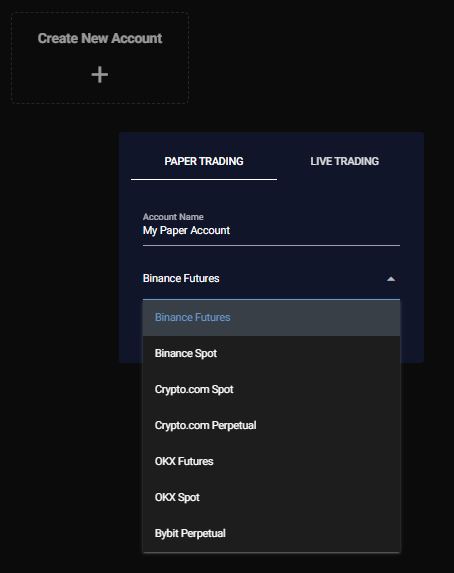 Create New Account
+
PAPER TRADING LIVE TRADING
Account Name
My Paper Account
Binance Futures
Binance Futures
Binance Spot
Crypto.com Spot
Crypto.com Perpetual
OKX Futures
OKX Spot
Bybit Perpetual